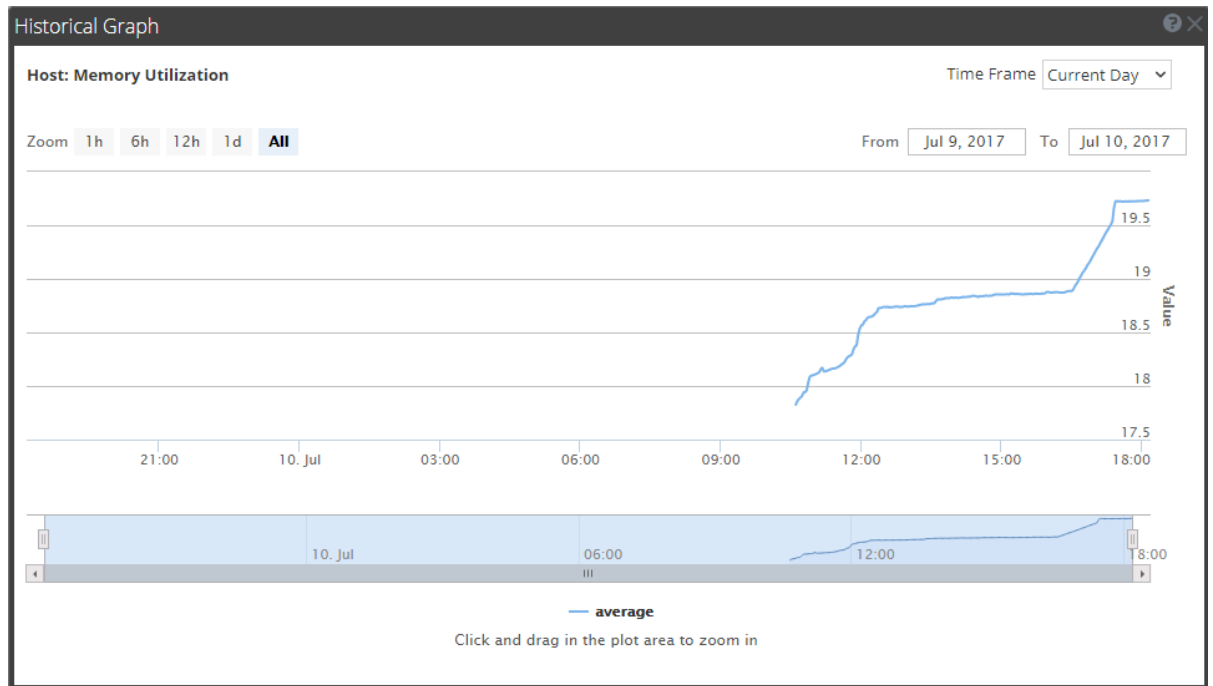 Historical Graph
Host: Memory Utilization
Time Frame Current Day
Zoom 1h 6h 12h 1d All
From Jul 9, 2017 To Jul 10, 2017
19.5
19
18.5
18
17.5
Value
21:00 10. Jul 03:00 06:00 09:00 12:00 15:00 18:00
10. Jul 06:00 12:00 18:00
average
Click and drag in the plot area to zoom in